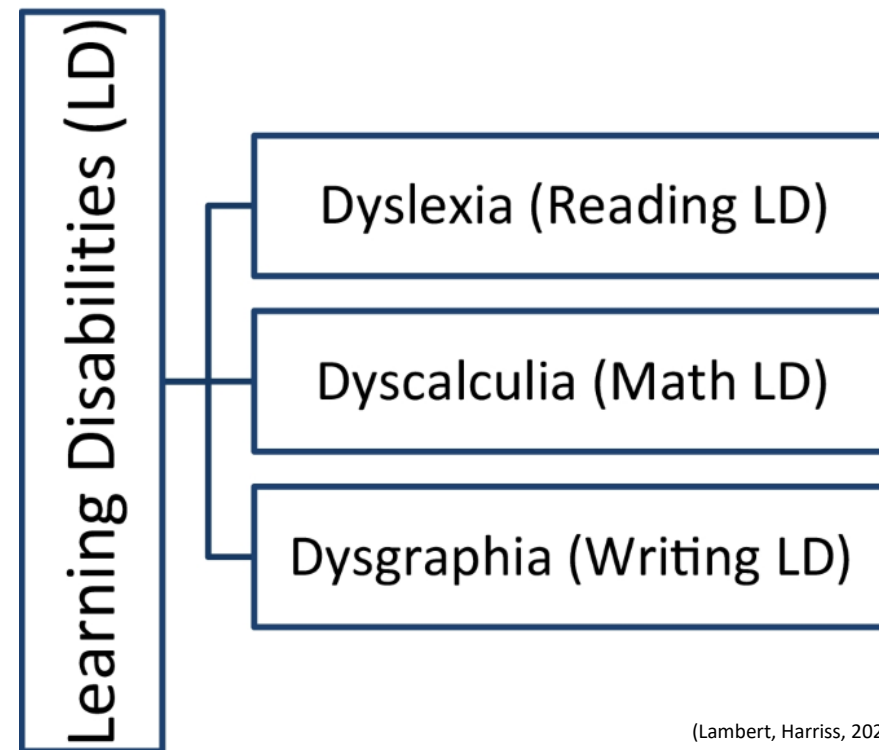 Learning Disabilities (LD)
Dyslexia (Reading LD)
Dyscalculia (Math LD)
Dysgraphia (Writing LD)
(Lambert, Harriss,